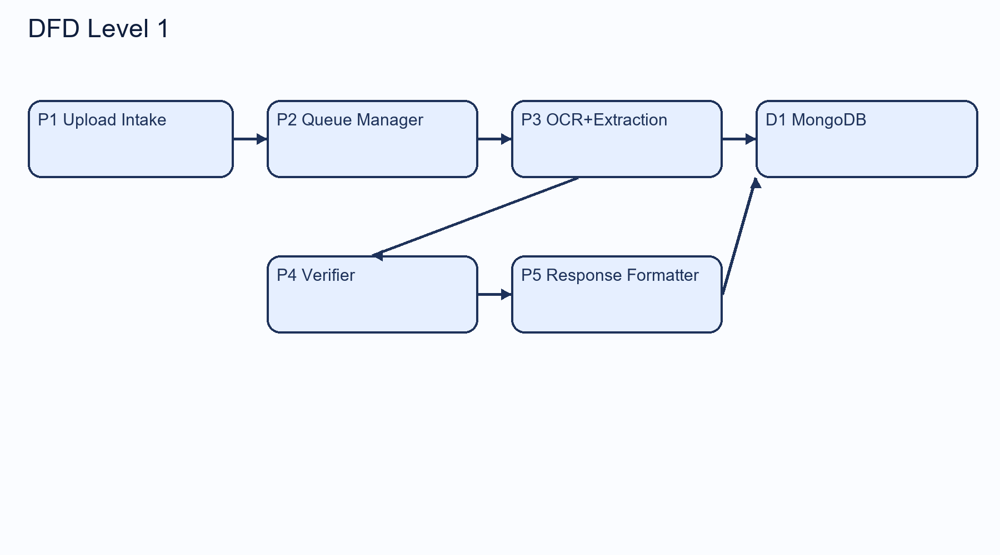 DFD Level 1
P1 Upload Intake
P2 Queue Manager
P3 OCR+Extraction
D1 MongoDB
P4 Verifier
P5 Response Formatter